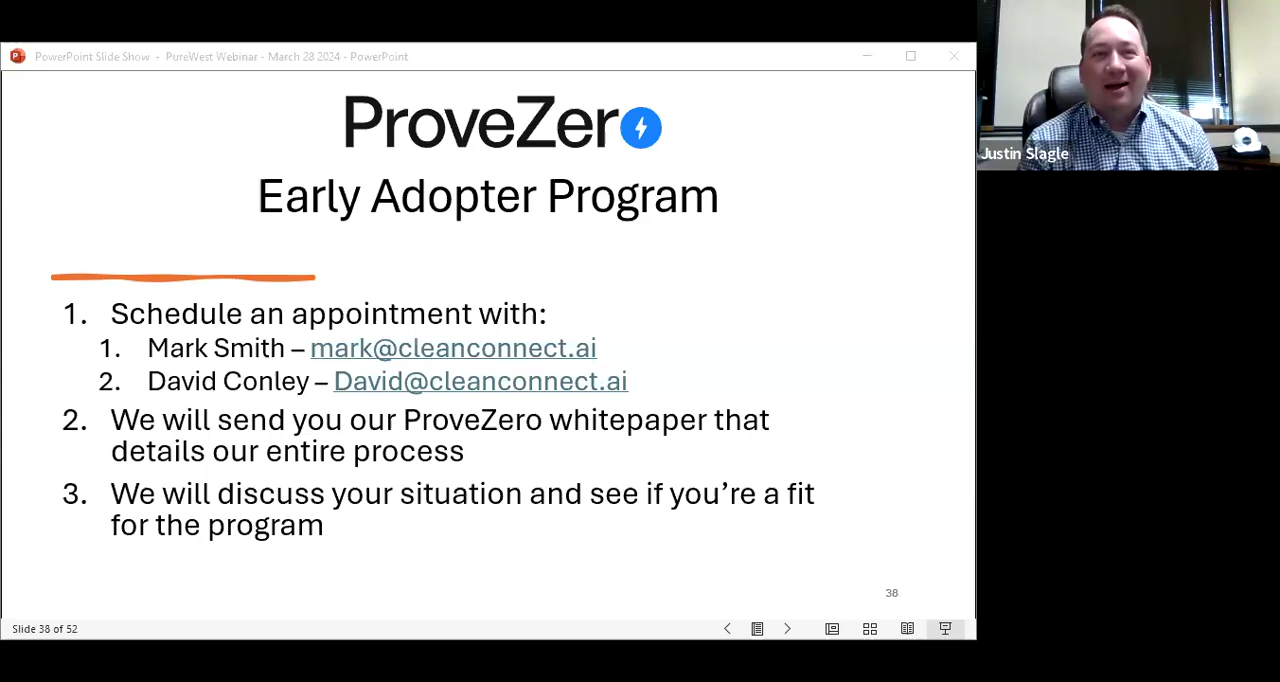 PowerPoint Slide Show - PureWest Webinar - March 28 2024 - PowerPoint
ProveZero
Early Adopter Program
1. Schedule an appointment with:
1. Mark Smith – mark@cleanconnect.ai
2. David Conley – David@cleanconnect.ai
2. We will send you our ProveZero whitepaper that
details our entire process
3. We will discuss your situation and see if you’re a fit
for the program
38
Slide 38 of 52
Justin Slagle